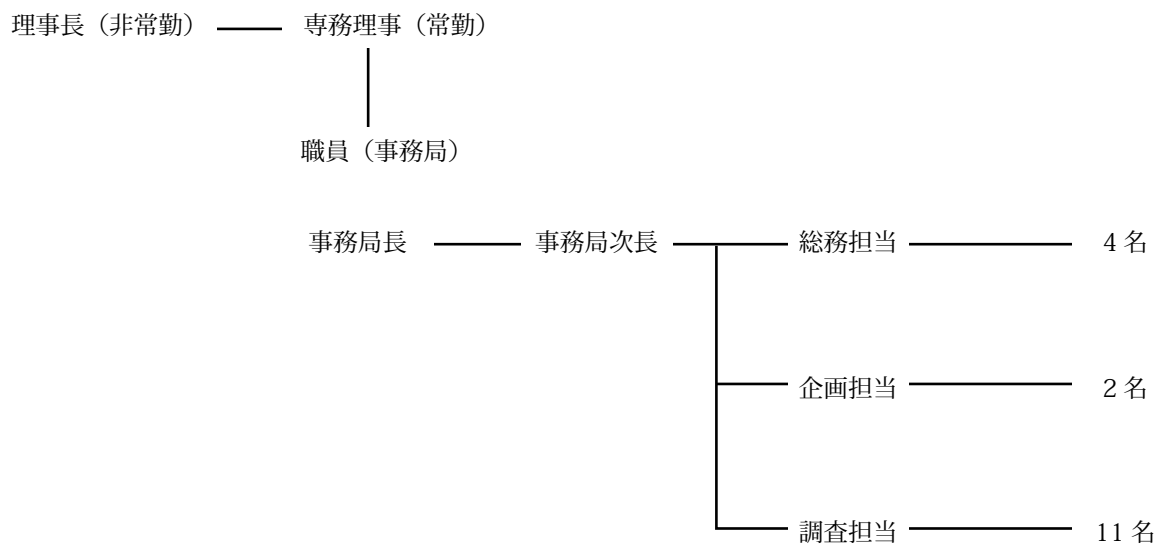 理事長（非常勤） 専務理事（常勤）
職員（事務局）
事務局長 事務局次長 総務担当 4名
企画担当 2名
調査担当 11名